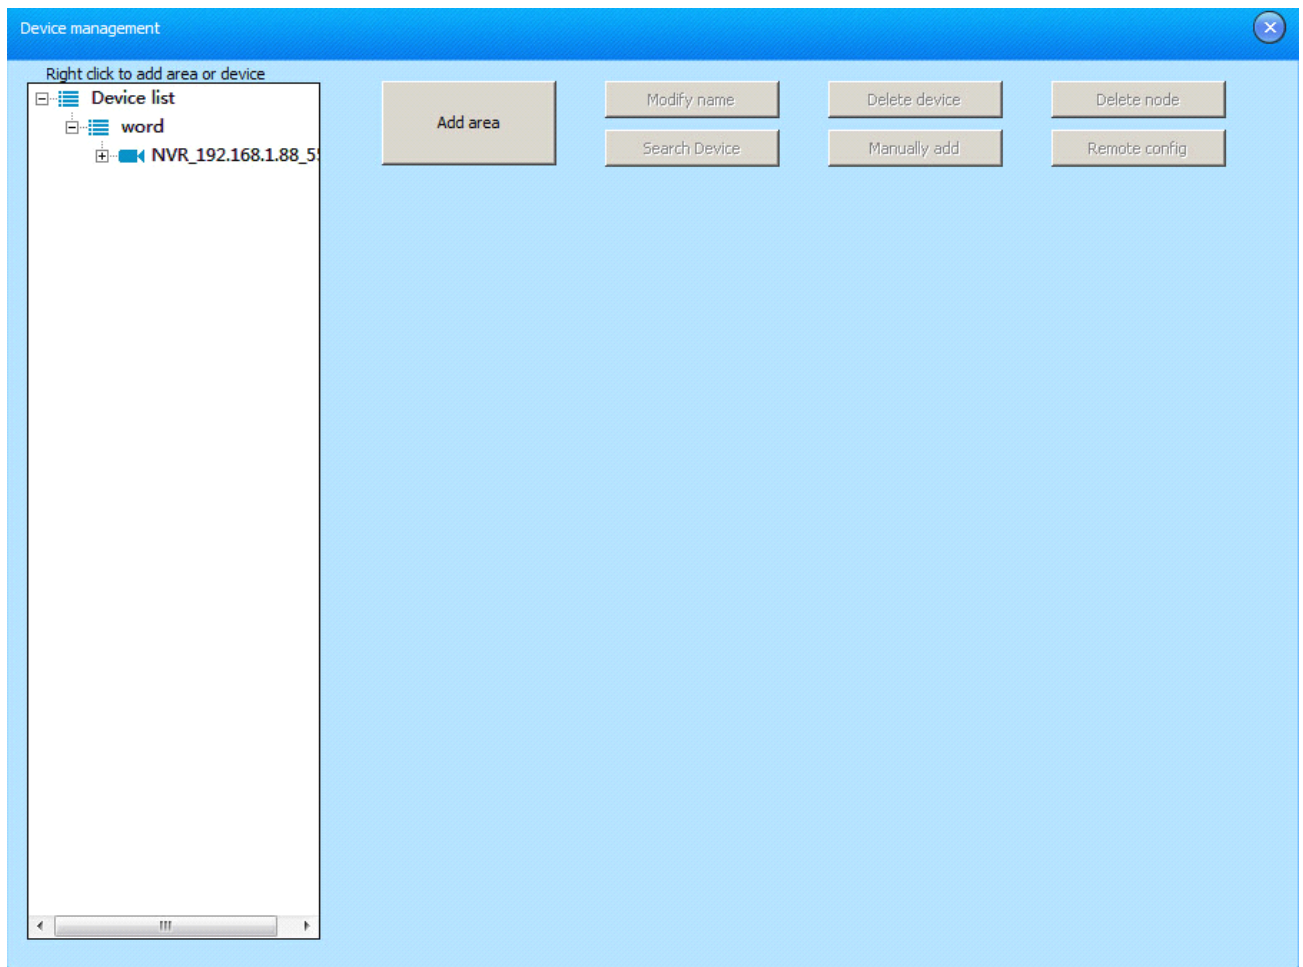 Device management
Right click to add area or device
Device list
word
NVR_192.168.1.88_5
Add area
Modify name
Delete device
Delete node
Search Device
Manually add
Remote config